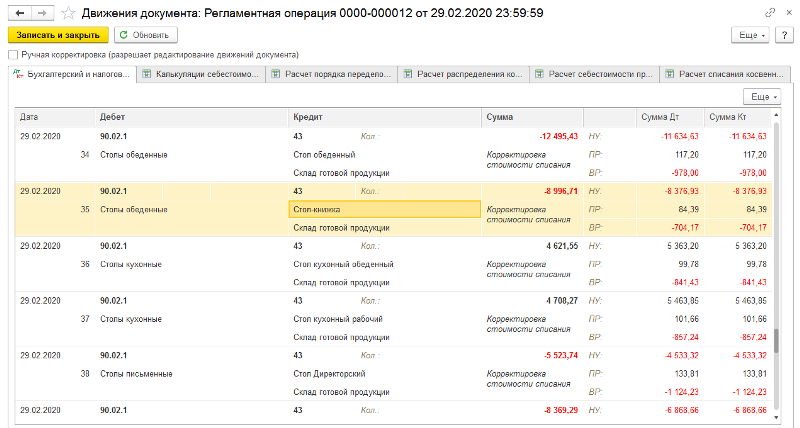 Движения документа: Регламентная операция 0000-000012 от 29.02.2020 23:59:59
Записать и закрыть Обновить Еще ?
Ручная корректировка (разрешает редактирование движений документа)
Дт Кт Бухгалтерский и налогов... Калькуляции себестоимо... Расчет порядка передело... Расчет распределения ко... Расчет себестоимости пр... Расчет списания косвенн...
Еще
Дата Дебет Кредит Сумма Сумма Дт Сумма Кт
29.02.2020 90.02.1 43 Кол.: -12 495,43 НУ: -11 634,63 -11 634,63
34 Столы обеденные Стол обеденный Корректировка стоимости списания ПР: 117,20 117,20
Склад готовой продукции ВР: -978,00 -978,00
29.02.2020 90.02.1 43 Кол.: -8 996,71 НУ: -8 376,93 -8 376,93
35 Столы обеденные Стол-книжка Корректировка стоимости списания ПР: 84,39 84,39
Склад готовой продукции ВР: -704,17 -704,17
29.02.2020 90.02.1 43 Кол.: 4 621,55 НУ: 5 363,20 5 363,20
36 Столы кухонные Стол кухонный обеденный Корректировка стоимости списания ПР: 99,78 99,78
Склад готовой продукции ВР: -841,43 -841,43
29.02.2020 90.02.1 43 Кол.: 4 708,27 НУ: 5 463,85 5 463,85
37 Столы кухонные Стол кухонный рабочий Корректировка стоимости списания ПР: 101,66 101,66
Склад готовой продукции ВР: -857,24 -857,24
29.02.2020 90.02.1 43 Кол.: -5 523,74 НУ: -4 533,32 -4 533,32
38 Столы письменные Стол Директорский Корректировка стоимости списания ПР: 133,81 133,81
Склад готовой продукции ВР: -1 124,23 -1 124,23
29.02.2020 90.02.1 43 Кол.: -8 369,29 НУ: -6 868,66 -6 868,66